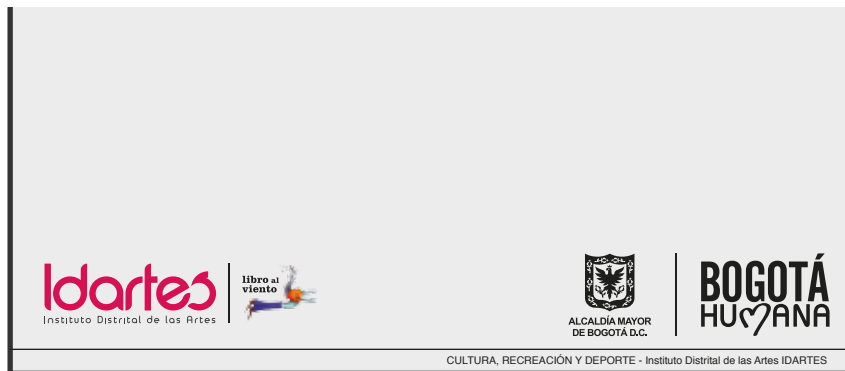 Idartes
Instituto Distrital de las Artes
libro al
viento
ALCALDÍA MAYOR
DE BOGOTÁ D.C.
BOGOTÁ
HUMANA
CULTURA, RECREACIÓN Y DEPORTE - Instituto Distrital de las Artes IDARTES